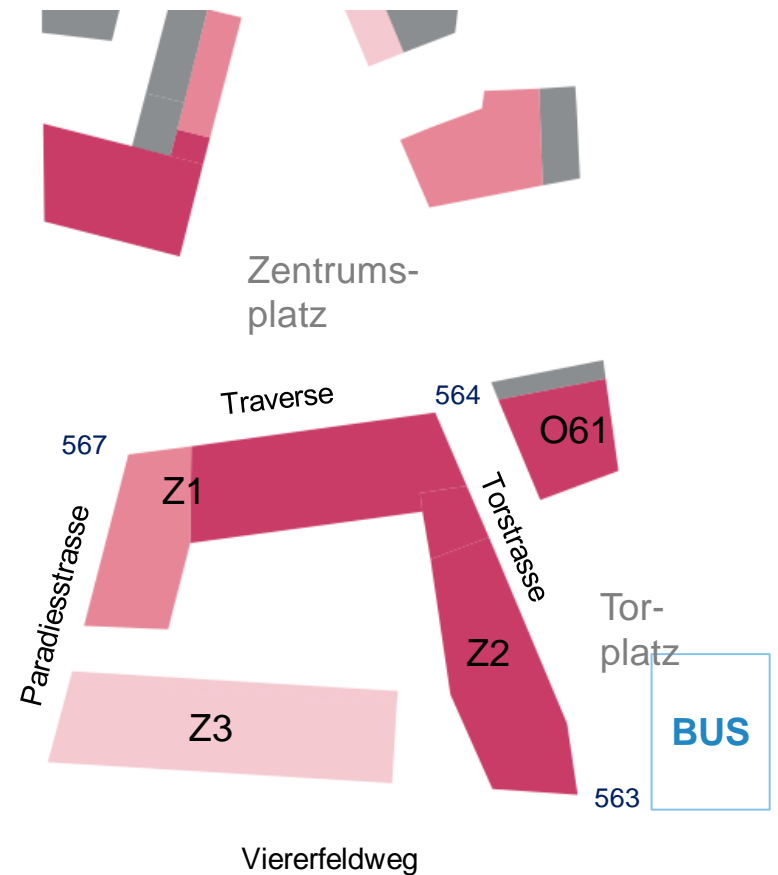 Zentrums-
platz
Traverse
564
O61
567
Z1
Torstrasse
Paradiesstrasse
Tor-
platz
Z2
Z3
BUS
563
Viererfeldweg